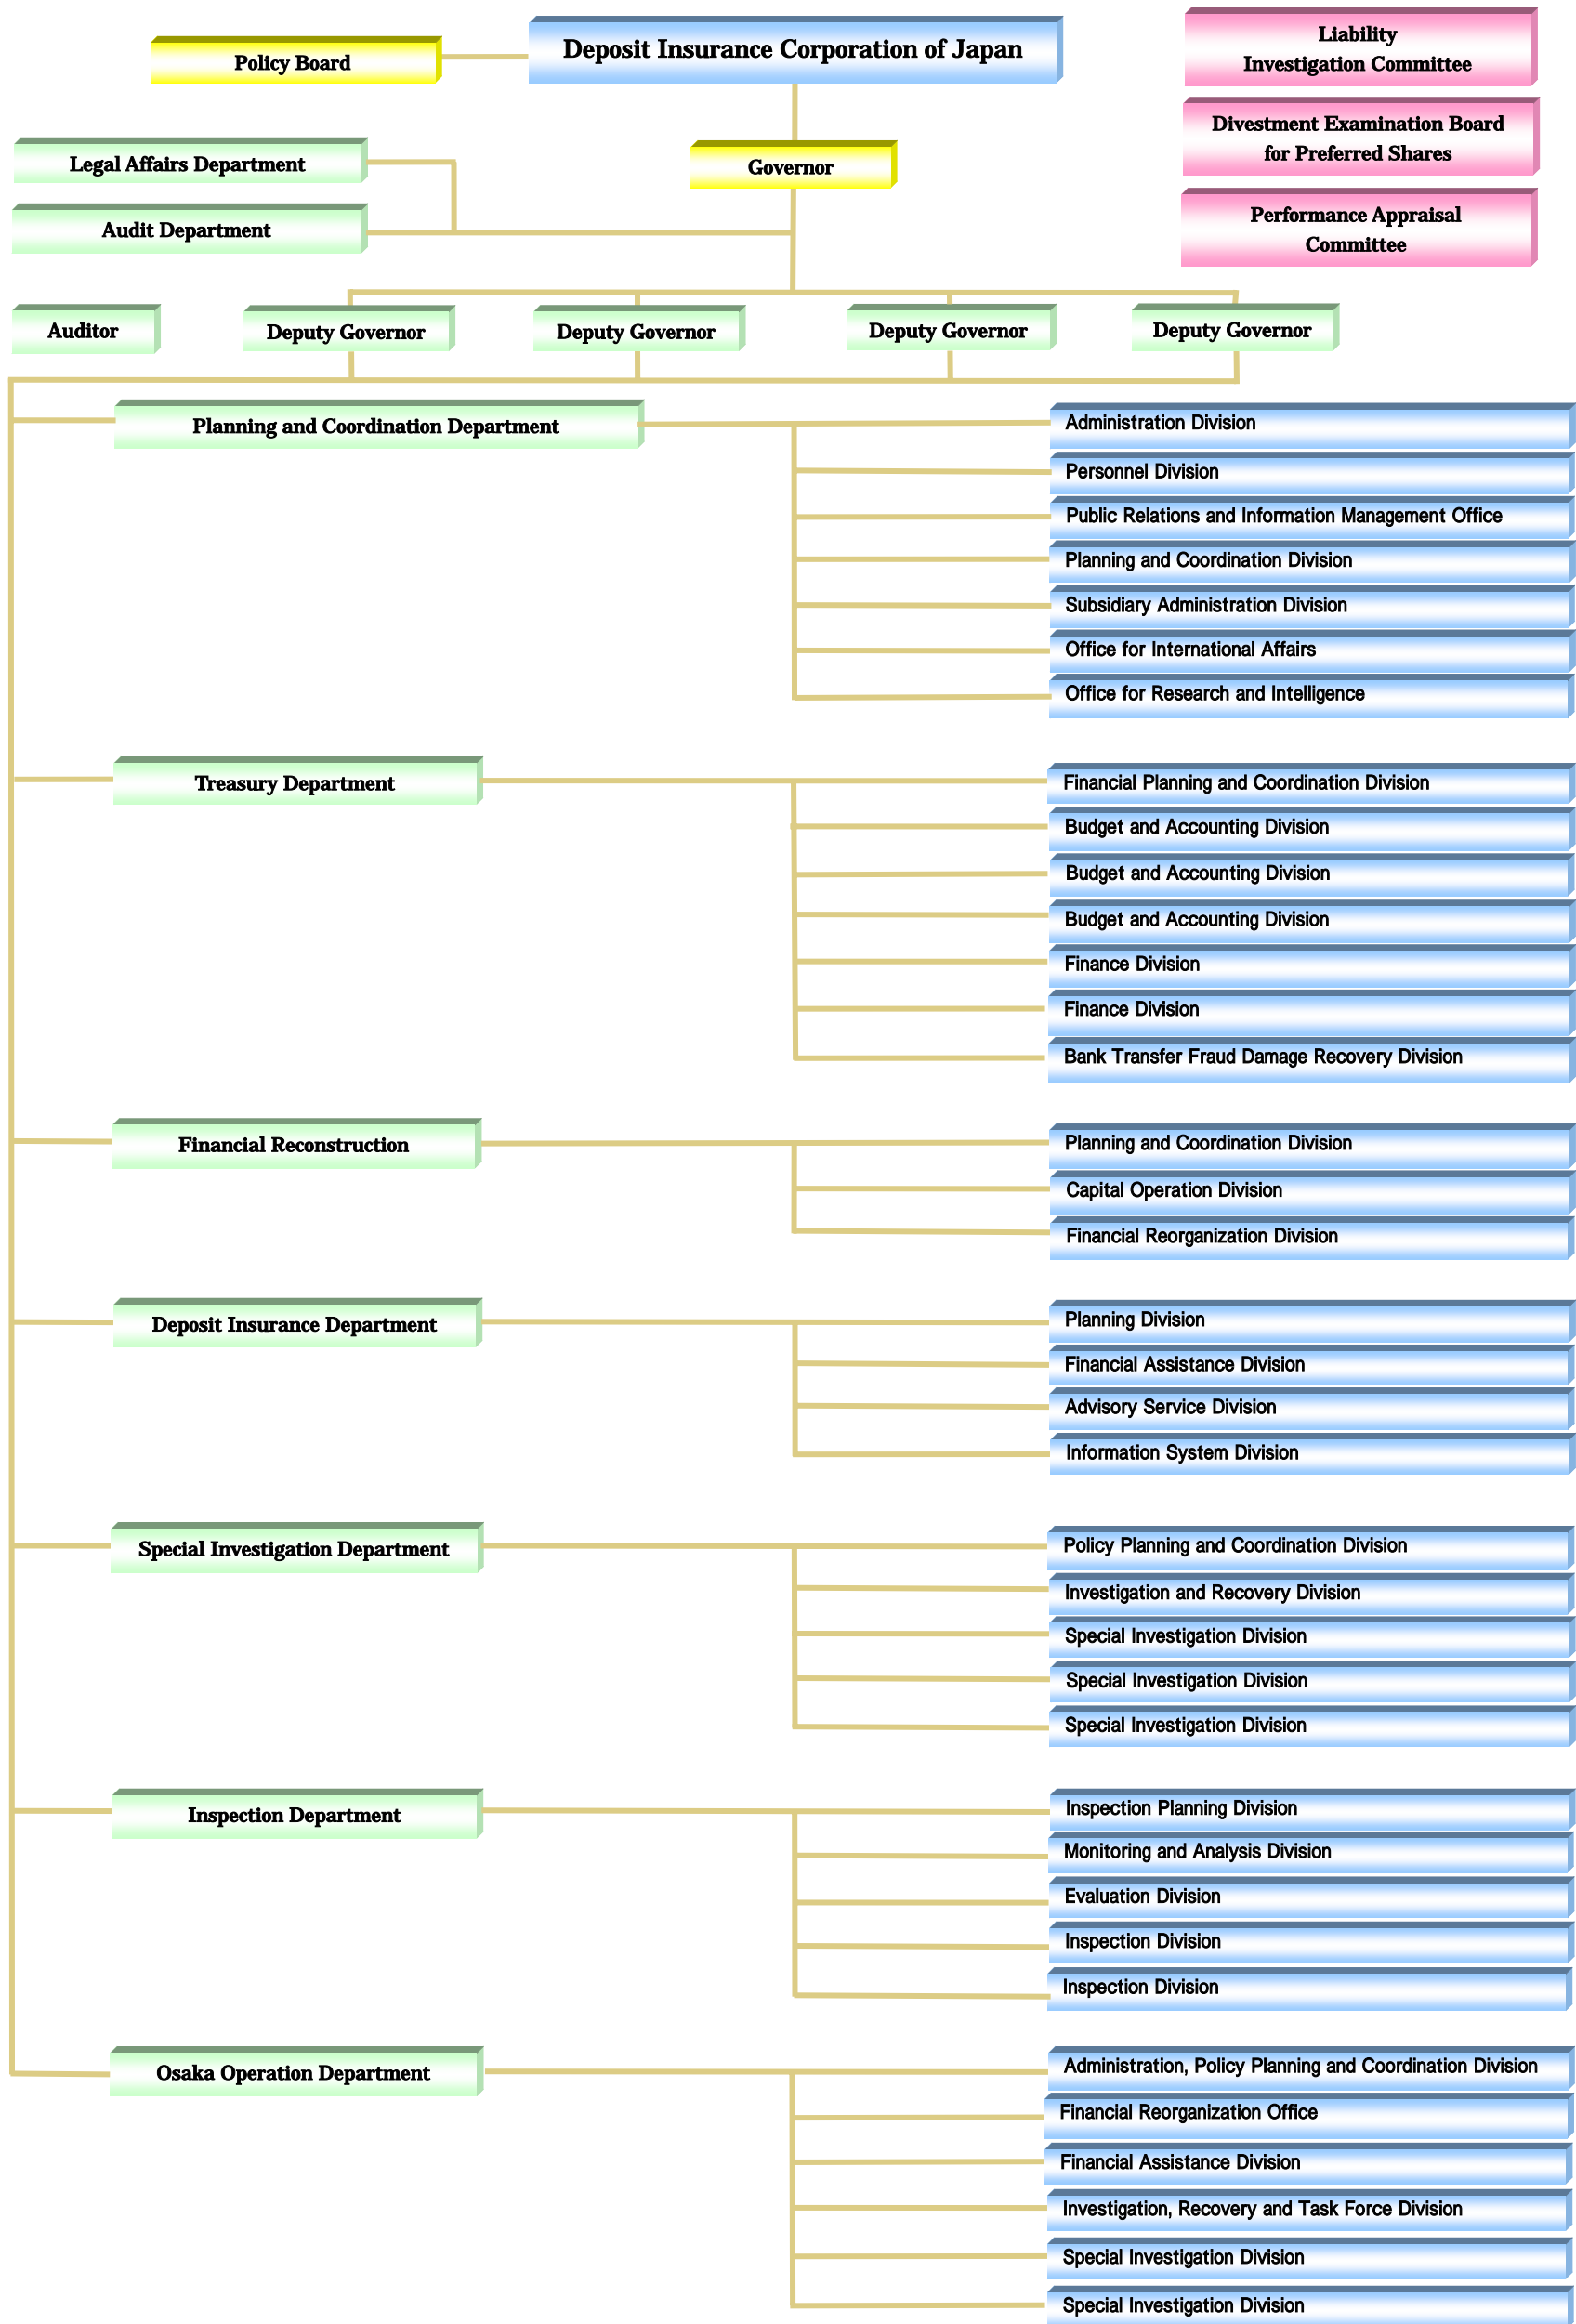 Deposit Insurance Corporation of Japan
Policy Board
Liability
Investigation Committee
Divestment Examination Board
for Preferred Shares
Performance Appraisal
Committee
Governor
Legal Affairs Department
Audit Department
Auditor
Deputy Governor
Deputy Governor
Deputy Governor
Deputy Governor
Planning and Coordination Department
Administration Division
Personnel Division
Public Relations and Information Management Office
Planning and Coordination Division
Subsidiary Administration Division
Office for International Affairs
Office for Research and Intelligence
Treasury Department
Financial Planning and Coordination Division
Budget and Accounting Division
Budget and Accounting Division
Budget and Accounting Division
Finance Division
Finance Division
Bank Transfer Fraud Damage Recovery Division
Financial Reconstruction
Planning and Coordination Division
Capital Operation Division
Financial Reorganization Division
Deposit Insurance Department
Planning Division
Financial Assistance Division
Advisory Service Division
Information System Division
Special Investigation Department
Policy Planning and Coordination Division
Investigation and Recovery Division
Special Investigation Division
Special Investigation Division
Special Investigation Division
Inspection Department
Inspection Planning Division
Monitoring and Analysis Division
Evaluation Division
Inspection Division
Inspection Division
Osaka Operation Department
Administration, Policy Planning and Coordination Division
Financial Reorganization Office
Financial Assistance Division
Investigation, Recovery and Task Force Division
Special Investigation Division
Special Investigation Division